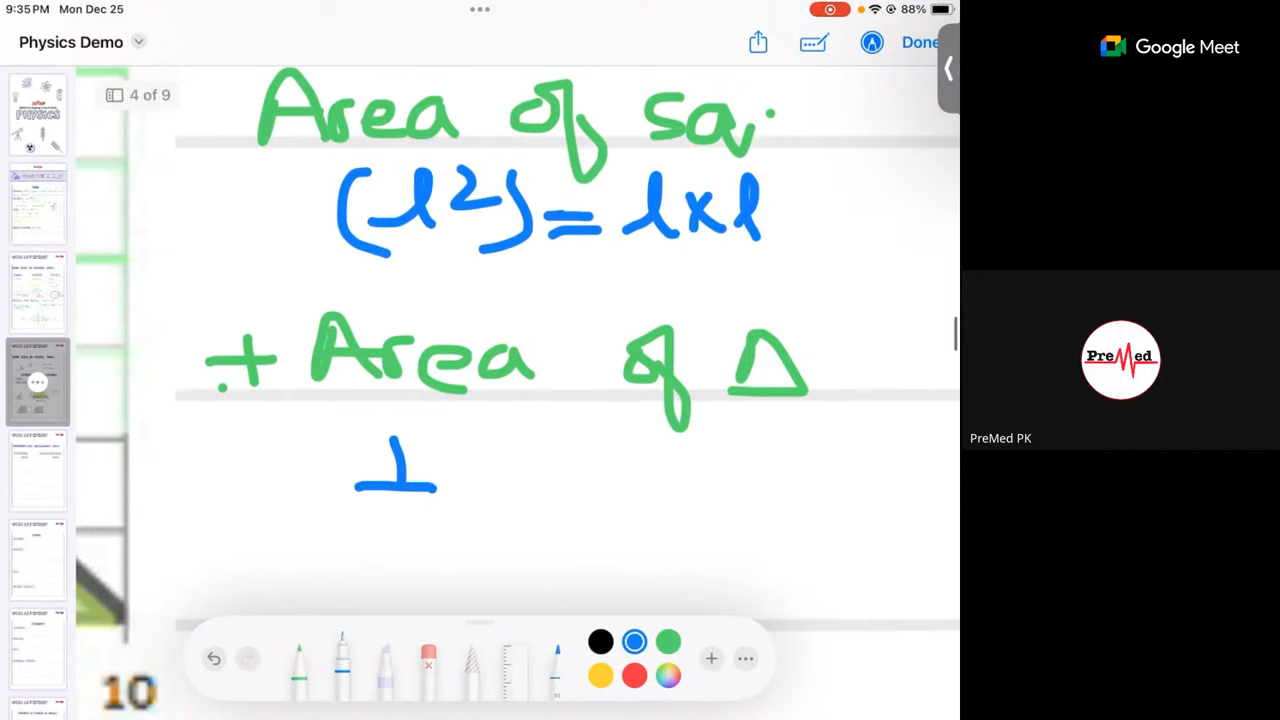 9:35 PM Mon Dec 25
88%
Physics Demo
Done
4 of 9
PHYSICS
Area of sq.
(l²) = l×l
+ Area of Δ
1
10
Google Meet
PreMed
PreMed PK